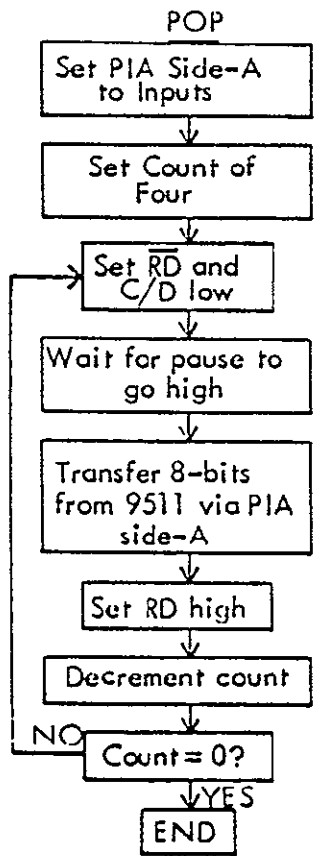 POP
Set PIA Side-A
to Inputs
Set Count of
Four
Set R̅D̅ and
C/D low
Wait for pause to
go high
Transfer 8-bits
from 9511 via PIA
side-A
Set RD high
Decrement count
NO
Count = 0?
YES
END